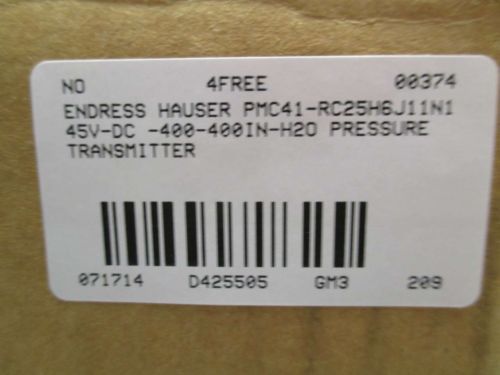 NO 4FREE 00374
ENDRESS HAUSER PMC41-RC25H6J11N1
45V-DC -400-400IN-H2O PRESSURE
TRANSMITTER
071714 D425505 GM3 209